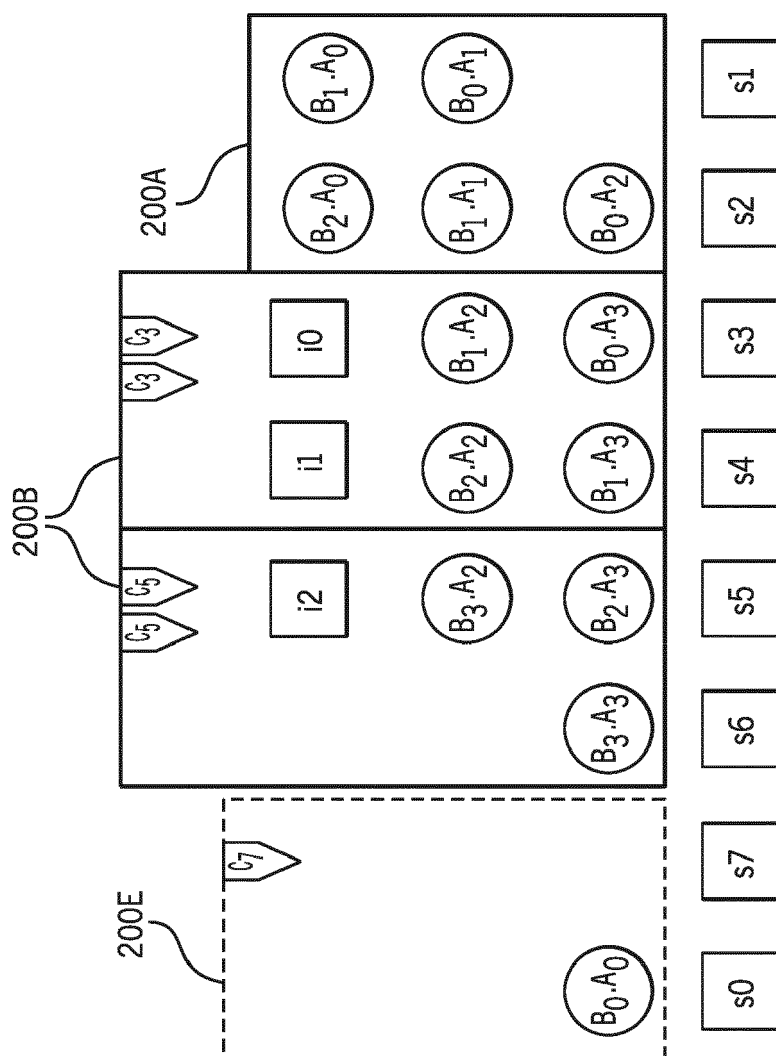 200B
200E
200A
C₅
C₅
C₃
C₃
C₇
i2
i1
i0
B₂.A₀
B₁.A₀
B₃.A₂
B₂.A₂
B₁.A₂
B₁.A₁
B₀.A₁
B₀.A₀
B₃.A₃
B₂.A₃
B₁.A₃
B₀.A₃
B₀.A₂
s0
s7
s6
s5
s4
s3
s2
s1